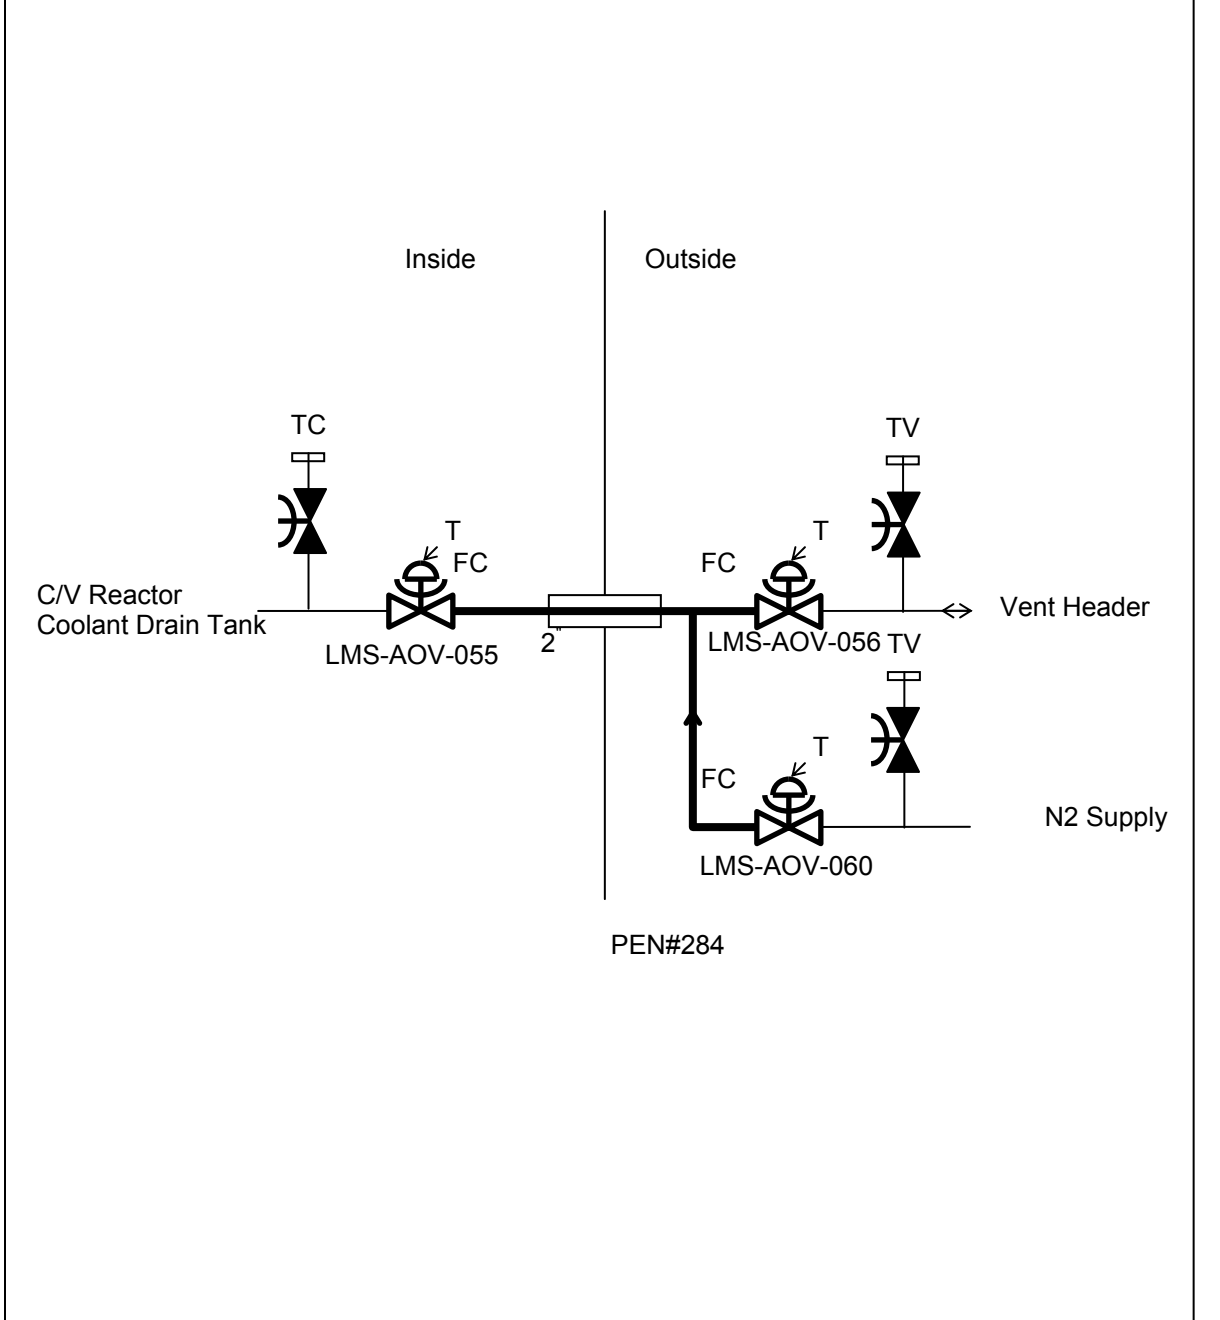 Inside
Outside
TC
TV
T
FC
FC
T
C/V Reactor
Coolant Drain Tank
Vent Header
LMS-AOV-055
2"
LMS-AOV-056
TV
T
FC
N2 Supply
LMS-AOV-060
PEN#284